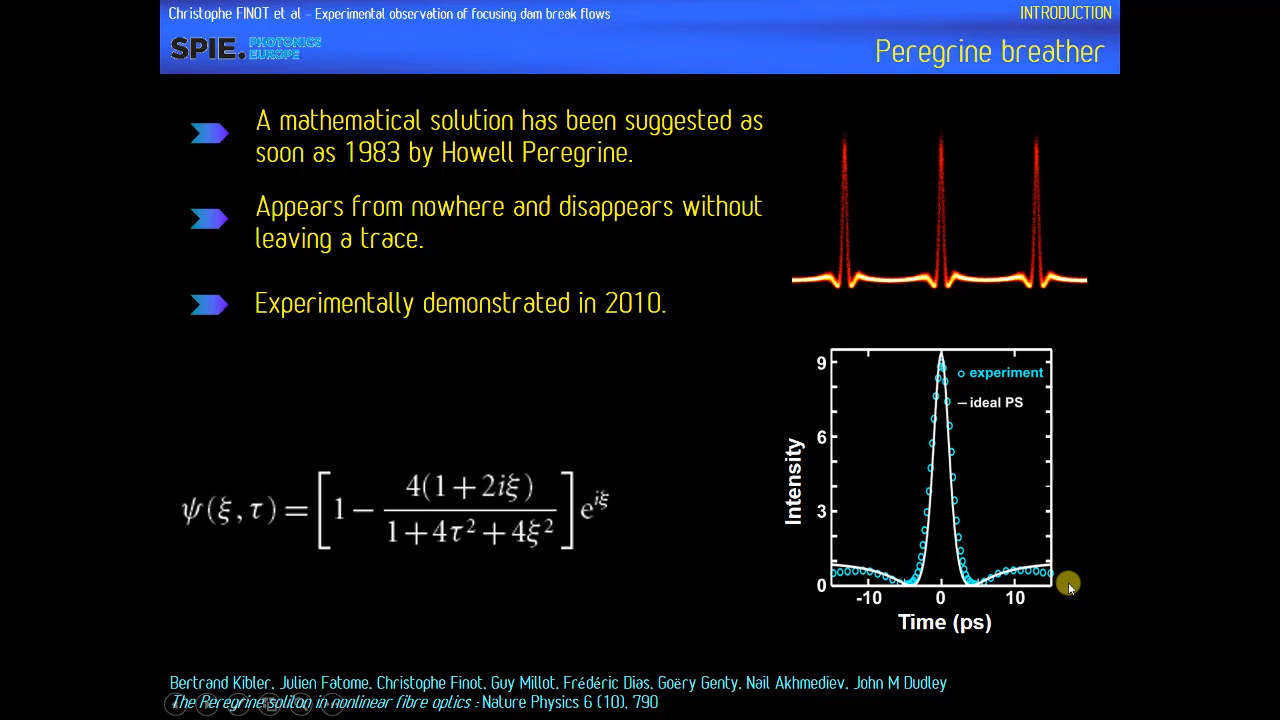 Christophe FINOT et al – Experimental observation of focusing dam break flows
INTRODUCTION
SPIE. PHOTONICS
EUROPE
Peregrine breather
A mathematical solution has been suggested as
soon as 1983 by Howell Peregrine.
Appears from nowhere and disappears without
leaving a trace.
Experimentally demonstrated in 2010.
ψ(ξ,τ) = [1 − 4(1+2iξ) / 1+4τ²+4ξ²] e^iξ
9
6
3
0
Intensity
experiment
ideal PS
-10 0 10
Time (ps)
Bertrand Kibler, Julien Fatome, Christophe Finot, Guy Millot, Frédéric Dias, Goëry Genty, Nail Akhmediev, John M Dudley
The Peregrine soliton in nonlinear fibre optics : Nature Physics 6 (10), 790